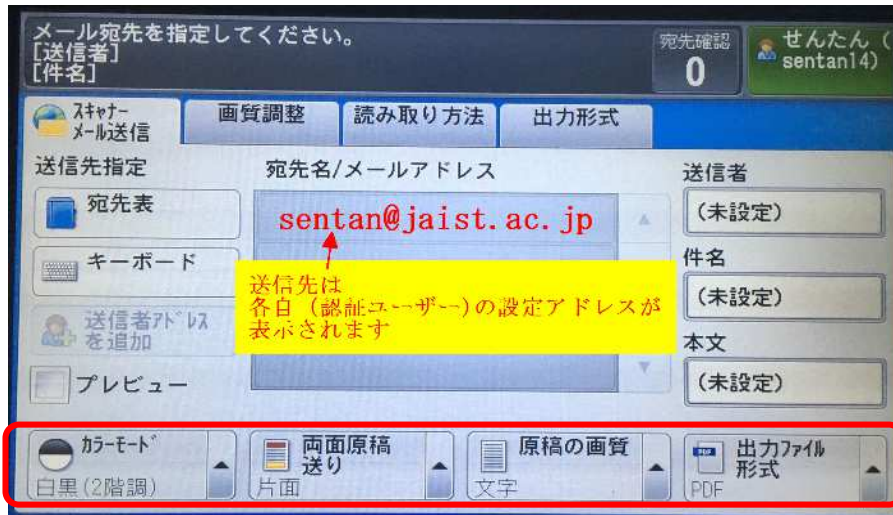 メール宛先を指定してください。
[送信者]
[件名]
宛先確認
0
せんたん (
sentan14)
スキャナー
メール送信
画質調整
読み取り方法
出力形式
送信先指定
宛先名/メールアドレス
送信者
宛先表
sentan@jaist.ac.jp
(未設定)
キーボード
件名
送信先は
各自 (認証ユーザー)の設定アドレスが
表示されます
(未設定)
送信者アドレス
を追加
本文
プレビュー
(未設定)
カラーモード
白黒(2階調)
両面原稿
送り
片面
原稿の画質
文字
PDF
出力ファイル
形式
PDF